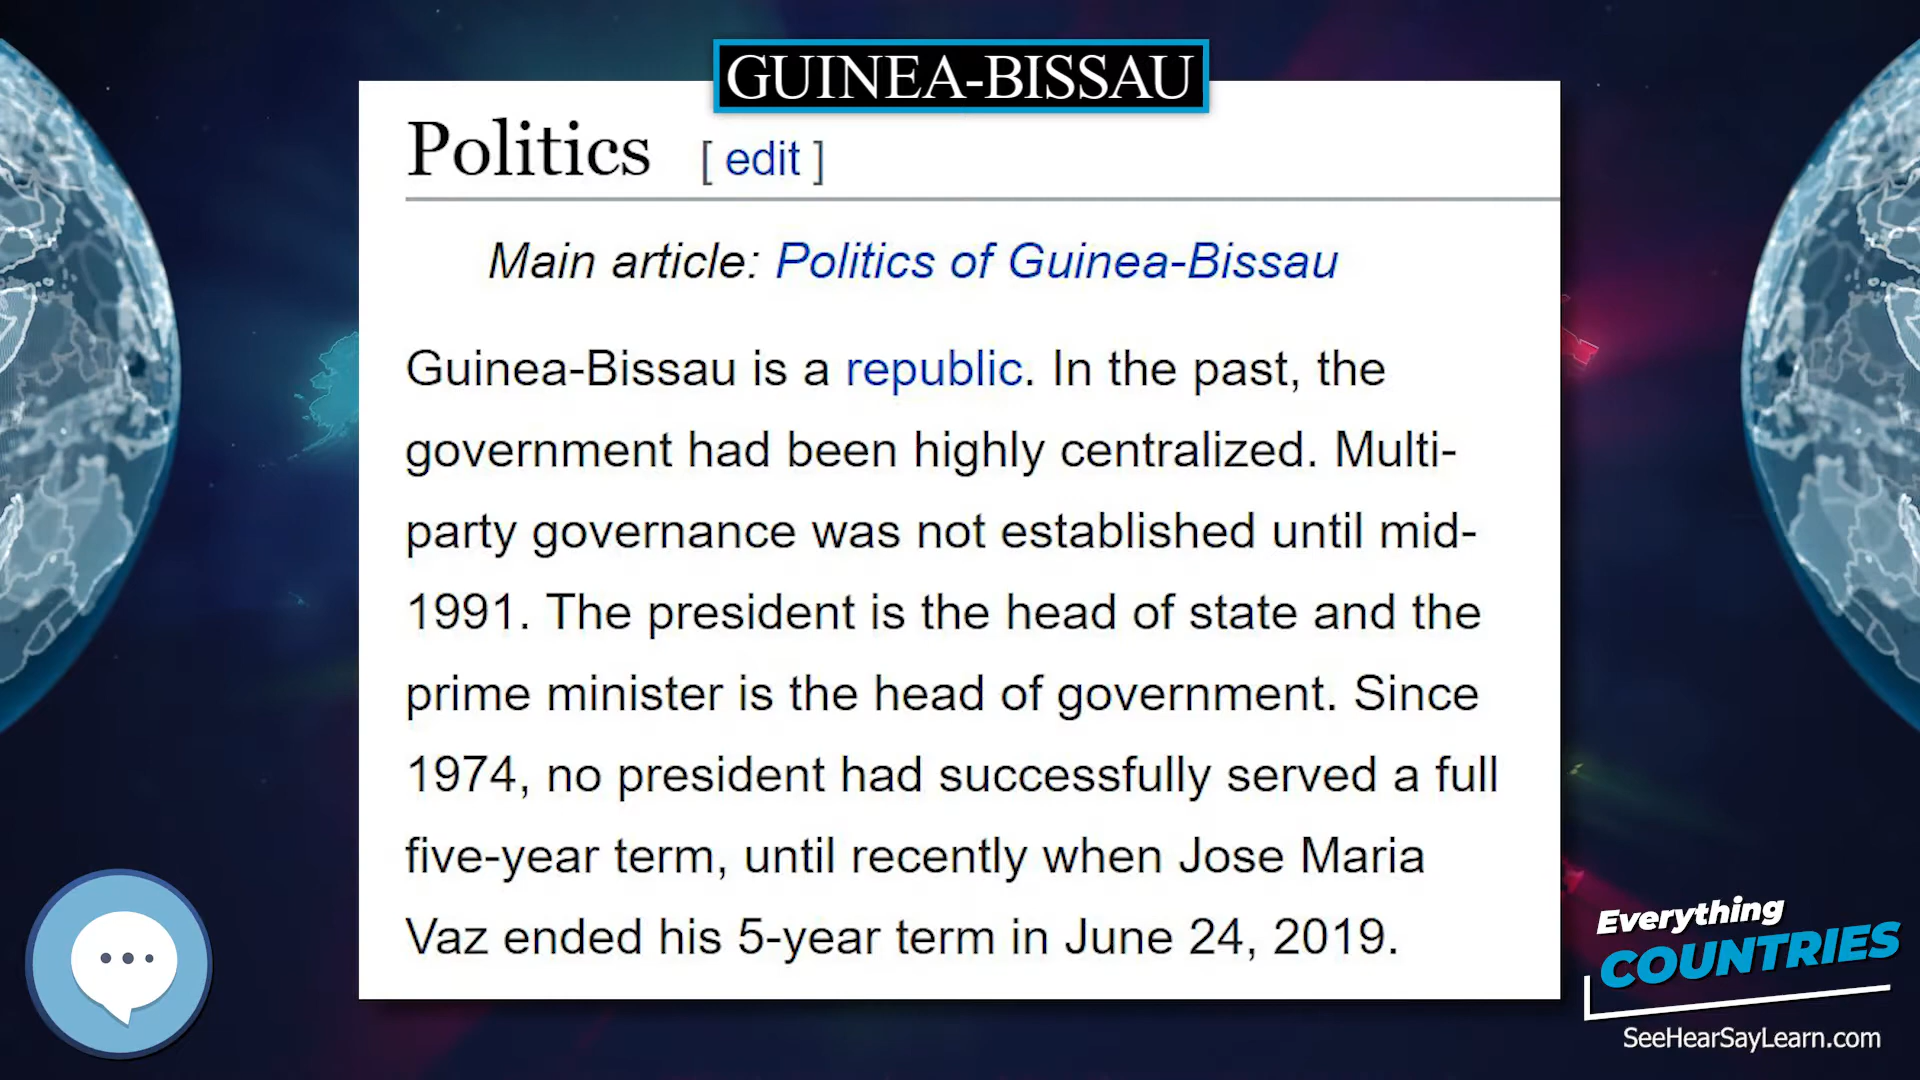 GUINEA-BISSAU
Politics [ edit ]
Main article: Politics of Guinea-Bissau
Guinea-Bissau is a republic. In the past, the
government had been highly centralized. Multi-
party governance was not established until mid-
1991. The president is the head of state and the
prime minister is the head of government. Since
1974, no president had successfully served a full
five-year term, until recently when Jose Maria
Vaz ended his 5-year term in June 24, 2019.
Everything
COUNTRIES
SeeHearSayLearn.com